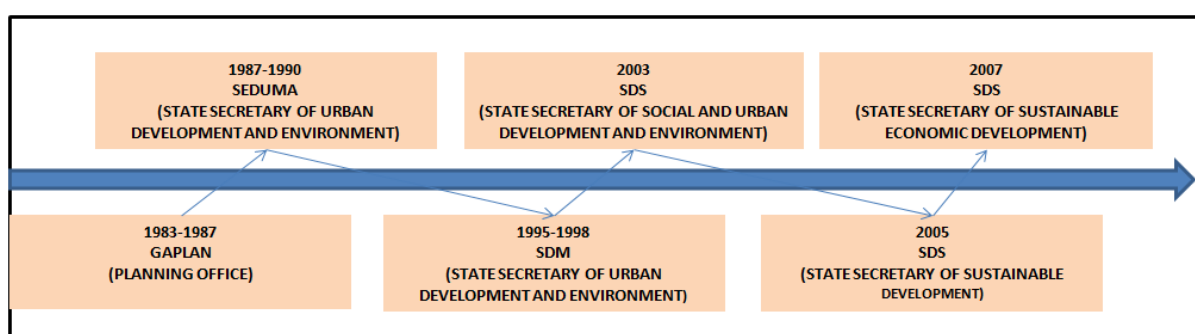 1987-1990
SEDUMA
(STATE SECRETARY OF URBAN
DEVELOPMENT AND ENVIRONMENT)
2003
SDS
(STATE SECRETARY OF SOCIAL AND URBAN
DEVELOPMENT AND ENVIRONMENT)
2007
SDS
(STATE SECRETARY OF SUSTAINABLE
ECONOMIC DEVELOPMENT)
1983-1987
GAPLAN
(PLANNING OFFICE)
1995-1998
SDM
(STATE SECRETARY OF URBAN
DEVELOPMENT AND ENVIRONMENT)
2005
SDS
(STATE SECRETARY OF SUSTAINABLE
DEVELOPMENT)